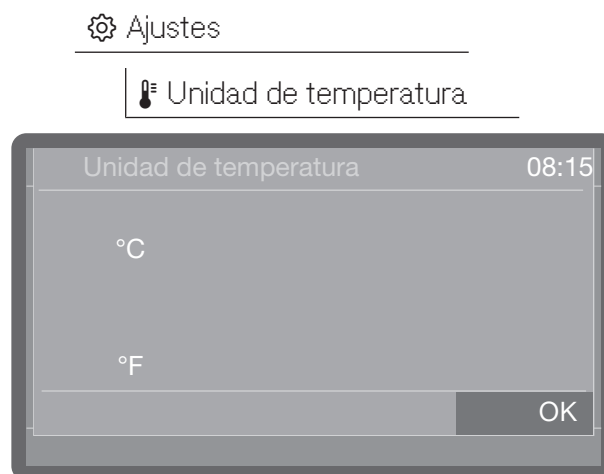 Ajustes
Unidad de temperatura
Unidad de temperatura 08:15
°C
°F
OK